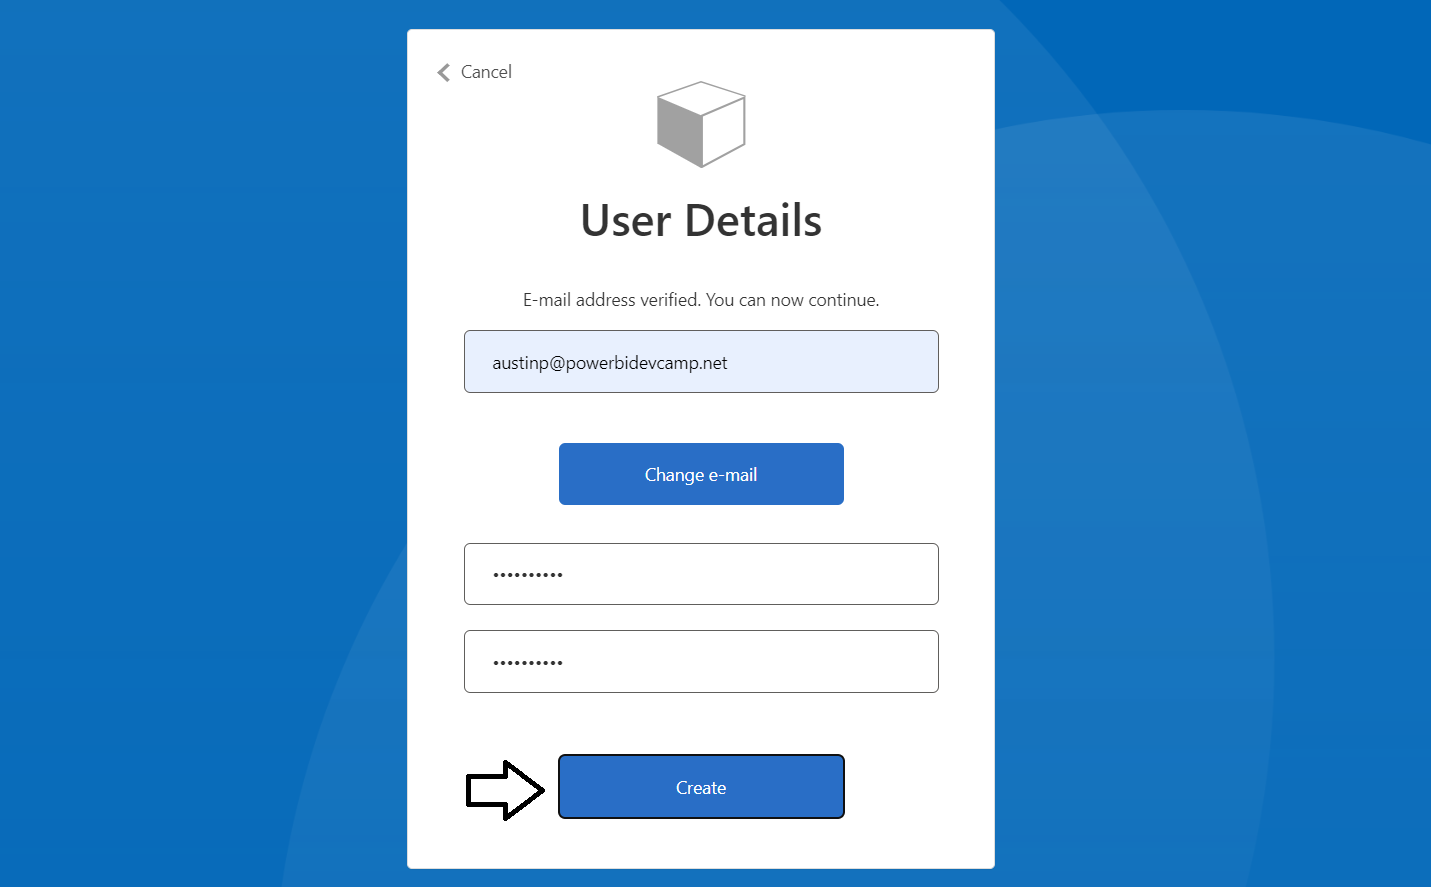 Cancel
User Details
E-mail address verified. You can now continue.
austinp@powerbidevcamp.net
Change e-mail
••••••••••
••••••••••
Create